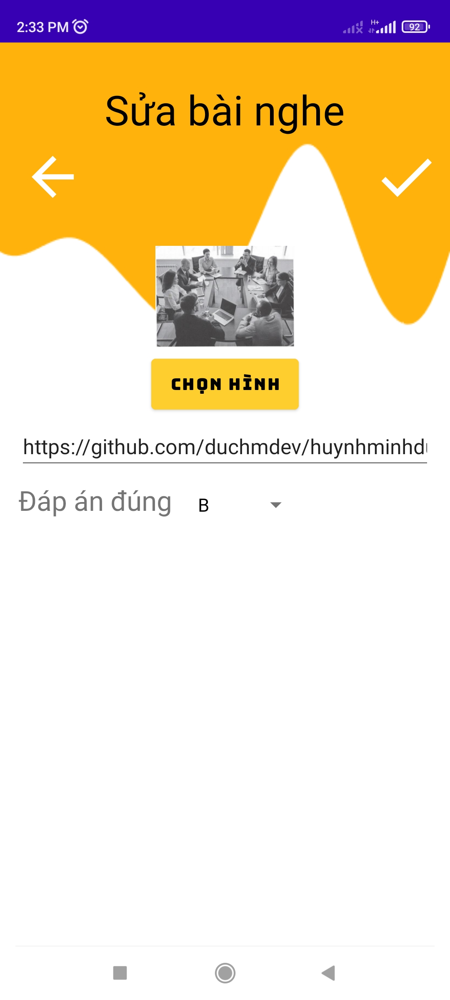 2:33 PM
H+
92
Sửa bài nghe
CHỌN HÌNH
https://github.com/duchmdev/huynhminhd
Đáp án đúng
B